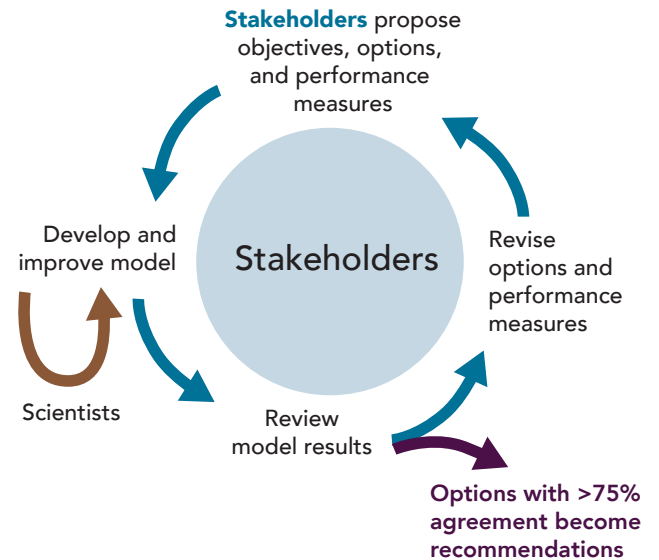 Stakeholders propose
objectives, options,
and performance
measures
Develop and
improve model
Stakeholders
Revise
options and
performance
measures
Scientists
Review
model results
Options with >75%
agreement become
recommendations